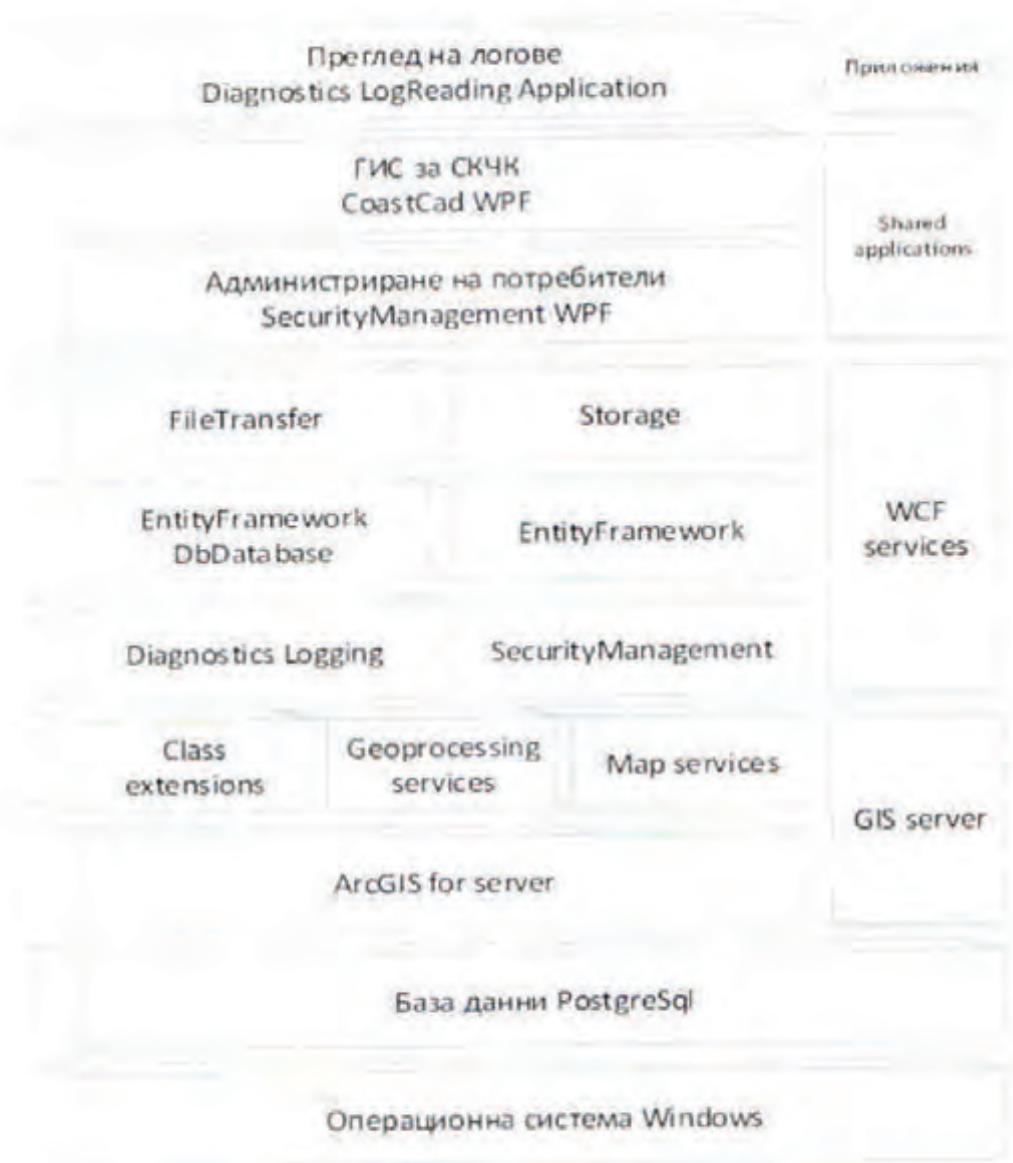 Преглед на логове
Diagnostics LogReading Application
Приложения
ГИС за СКЧК
CoastCad WPF
Shared
applications
Администриране на потребители
SecurityManagement WPF
FileTransfer
Storage
EntityFramework
DbDatabase
EntityFramework
WCF
services
Diagnostics Logging
SecurityManagement
Class
extensions
Geoprocessing
services
Map services
GIS server
ArcGIS for server
База данни PostgreSql
Операционна система Windows